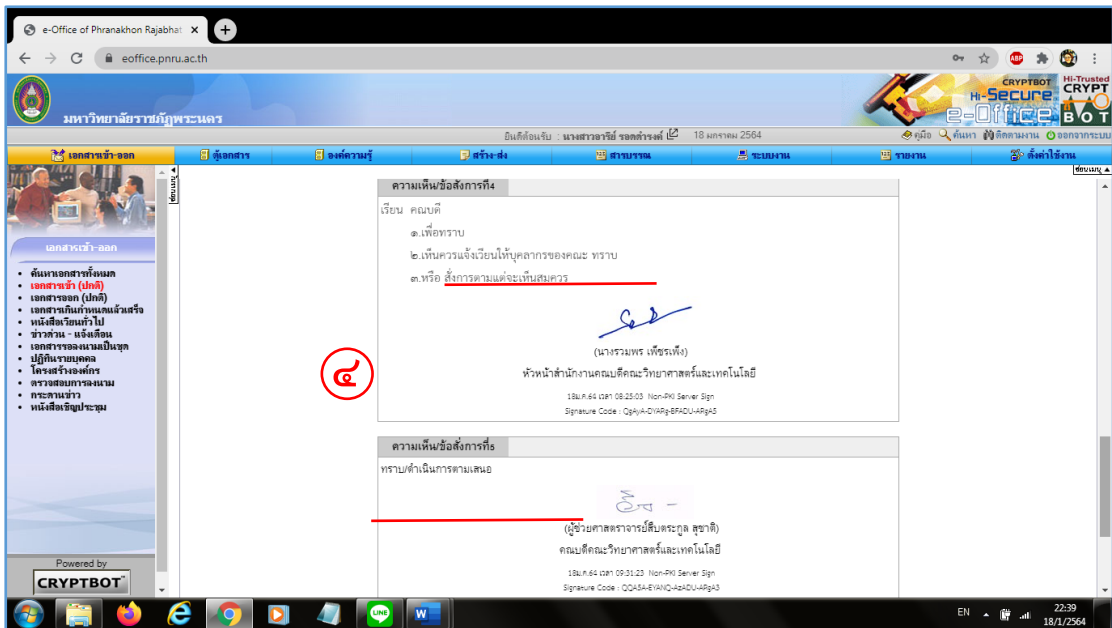 e-Office of Phranakhon Rajabhat
eoffice.pnru.ac.th
ABP
มหาวิทยาลัยราชภัฏพระนคร
CRYPTBOT
Hi-Secure
e-Office
Hi-Trusted
CRYPT
BOT
ยินดีต้อนรับ : นางสาวอารีย์ รอดดำรงค์ 18 มกราคม 2564
คู่มือ ค้นหา ติดตามงาน ออกจากระบบ
เอกสารเข้า-ออก ตู้เอกสาร องค์ความรู้ สร้าง-ส่ง สารบรรณ ระบบงาน รายงาน ตั้งค่าใช้งาน
ซ่อนเมนู
ซ่อนเมนู
เอกสารเข้า-ออก
ค้นหาเอกสารทั้งหมด
เอกสารเข้า (ปกติ)
เอกสารออก (ปกติ)
เอกสารเกินกำหนดแล้วเสร็จ
หนังสือเวียนทั่วไป
ข่าวด่วน - แจ้งเตือน
เอกสารรอลงนามเป็นชุด
ปฏิทินรายบุคคล
โครงสร้างองค์กร
ตรวจสอบการลงนาม
กระดานข่าว
หนังสือเชิญประชุม
Powered by
CRYPTBOT
ความเห็น/ข้อสั่งการที่4
เรียน คณบดี
๑.เพื่อทราบ
๒.เห็นควรแจ้งเวียนให้บุคลากรของคณะ ทราบ
๓.หรือ สั่งการตามแต่จะเห็นสมควร
๔
(นางรวมพร เพ็ชรเพ็ง)
หัวหน้าสำนักงานคณบดีคณะวิทยาศาสตร์และเทคโนโลยี
18ม.ค.64 เวลา 08:25:03 Non-PKI Server Sign
Signature Code : QgAyA-DYARg-BFADU-ARgA5
ความเห็น/ข้อสั่งการที่5
ทราบ/ดำเนินการตามเสนอ
(ผู้ช่วยศาสตราจารย์สืบตระกูล สุชาติ)
คณบดีคณะวิทยาศาสตร์และเทคโนโลยี
18ม.ค.64 เวลา 09:31:23 Non-PKI Server Sign
Signature Code : QQA5A-EYANQ-AzADU-ARgA3
LINE
W
EN
22:39
18/1/2564